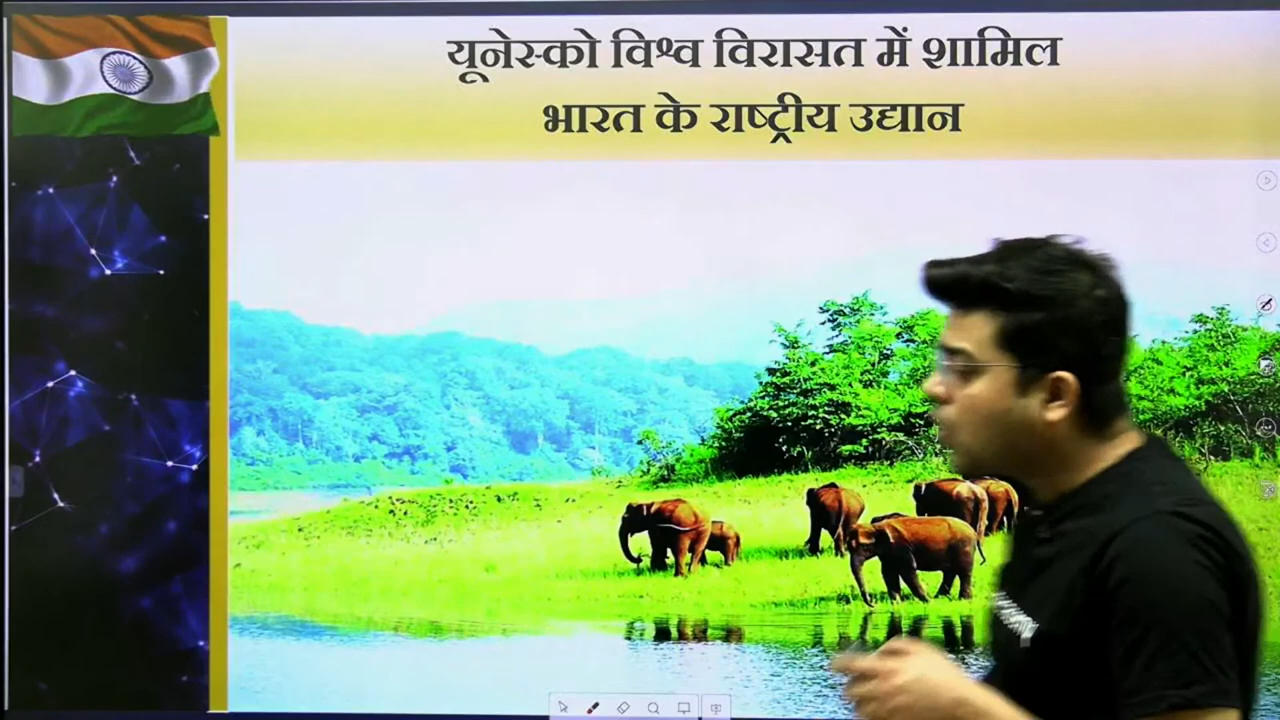 यूनेस्को विश्व विरासत में शामिल
भारत के राष्ट्रीय उद्यान